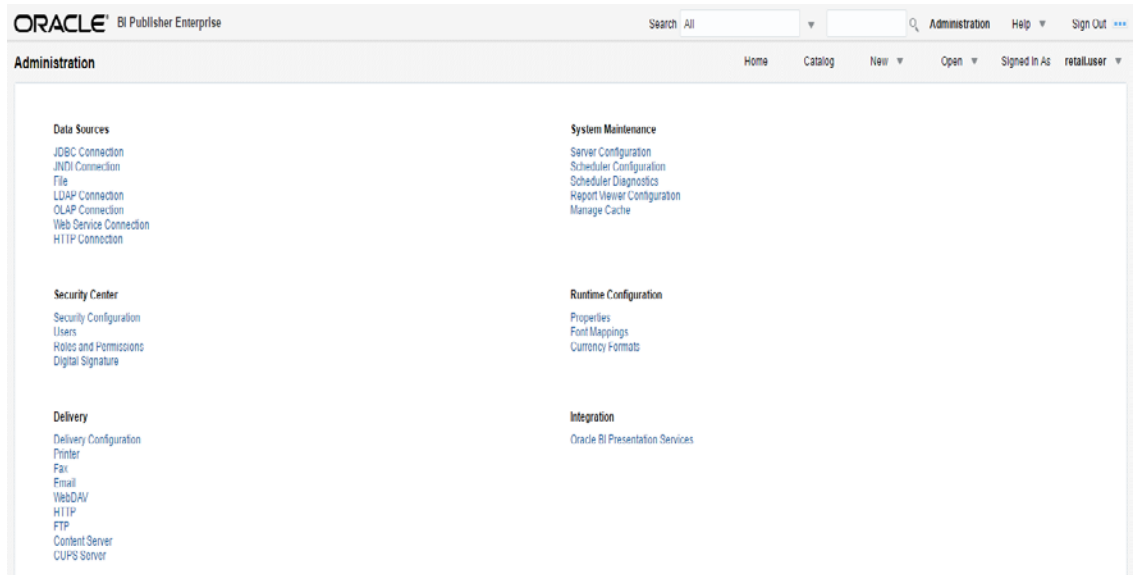 ORACLE BI Publisher Enterprise Search All Administration Help Sign Out
Administration Home Catalog New Open Signed In As retail.user
Data Sources
JDBC Connection
JNDI Connection
File
LDAP Connection
OLAP Connection
Web Service Connection
HTTP Connection
System Maintenance
Server Configuration
Scheduler Configuration
Scheduler Diagnostics
Report Viewer Configuration
Manage Cache
Security Center
Security Configuration
Users
Roles and Permissions
Digital Signature
Runtime Configuration
Properties
Font Mappings
Currency Formats
Delivery
Delivery Configuration
Printer
Fax
Email
WebDAV
HTTP
FTP
Content Server
CUPS Server
Integration
Oracle BI Presentation Services